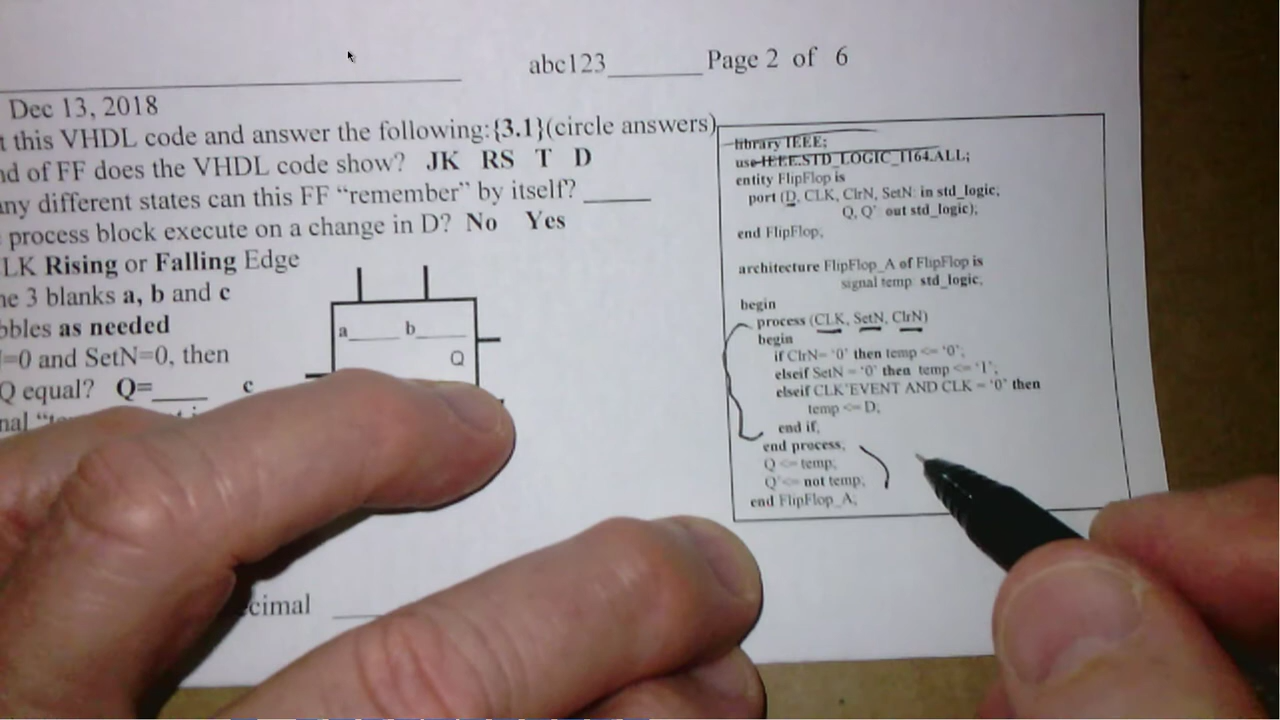 abc123_______ Page 2 of 6
Dec 13, 2018
this VHDL code and answer the following:{3.1}(circle answers)
of FF does the VHDL code show? JK RS T D
different states can this FF “remember” by itself? ______
process block execute on a change in D? No Yes
Rising or Falling Edge
3 blanks a, b and c
as needed
=0 and SetN=0, then
Q equal? Q=____ c
a_____ b_____
Q
library IEEE;
use IEEE.STD_LOGIC_1164.ALL;
entity FlipFlop is
port (D, CLK, ClrN, SetN: in std_logic;
Q, Q' out std_logic);
end FlipFlop;
architecture FlipFlop_A of FlipFlop is
signal temp std_logic;
begin
process (CLK, SetN, ClrN)
begin
if ClrN= '0' then temp <= '0';
elseif SetN = '0' then temp <= '1';
elseif CLK'EVENT AND CLK = '0' then
temp <= D;
end if;
end process;
Q <= temp;
Q' <= not temp;
end FlipFlop_A;